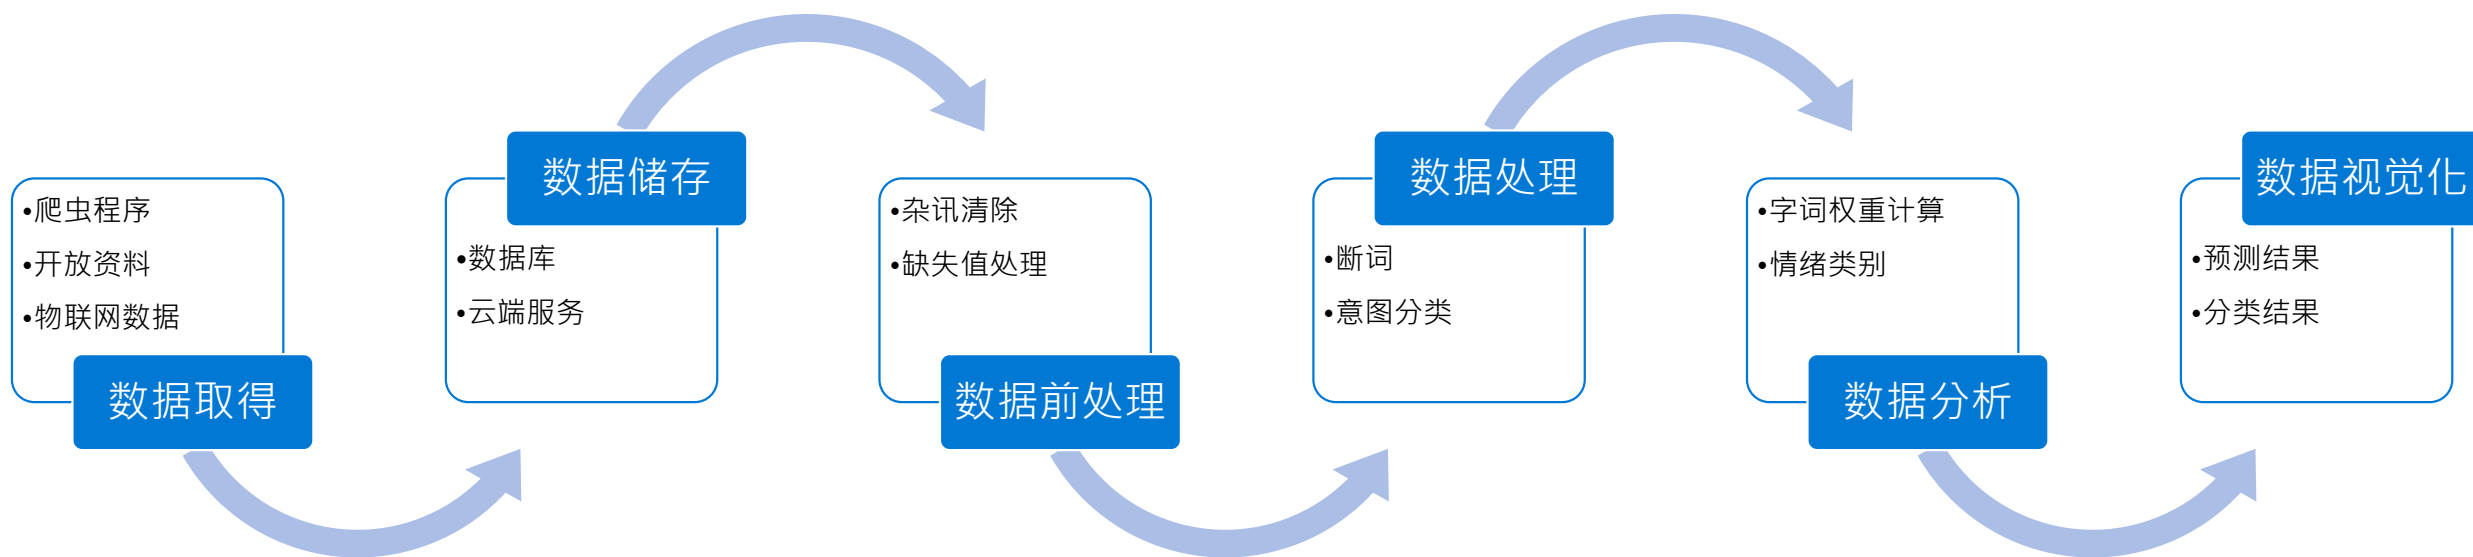 •爬虫程序
•开放资料
•物联网数据
数据取得
数据储存
•数据库
•云端服务
•杂讯清除
•缺失值处理
数据前处理
数据处理
•断词
•意图分类
•字词权重计算
•情绪类别
数据分析
数据视觉化
•预测结果
•分类结果